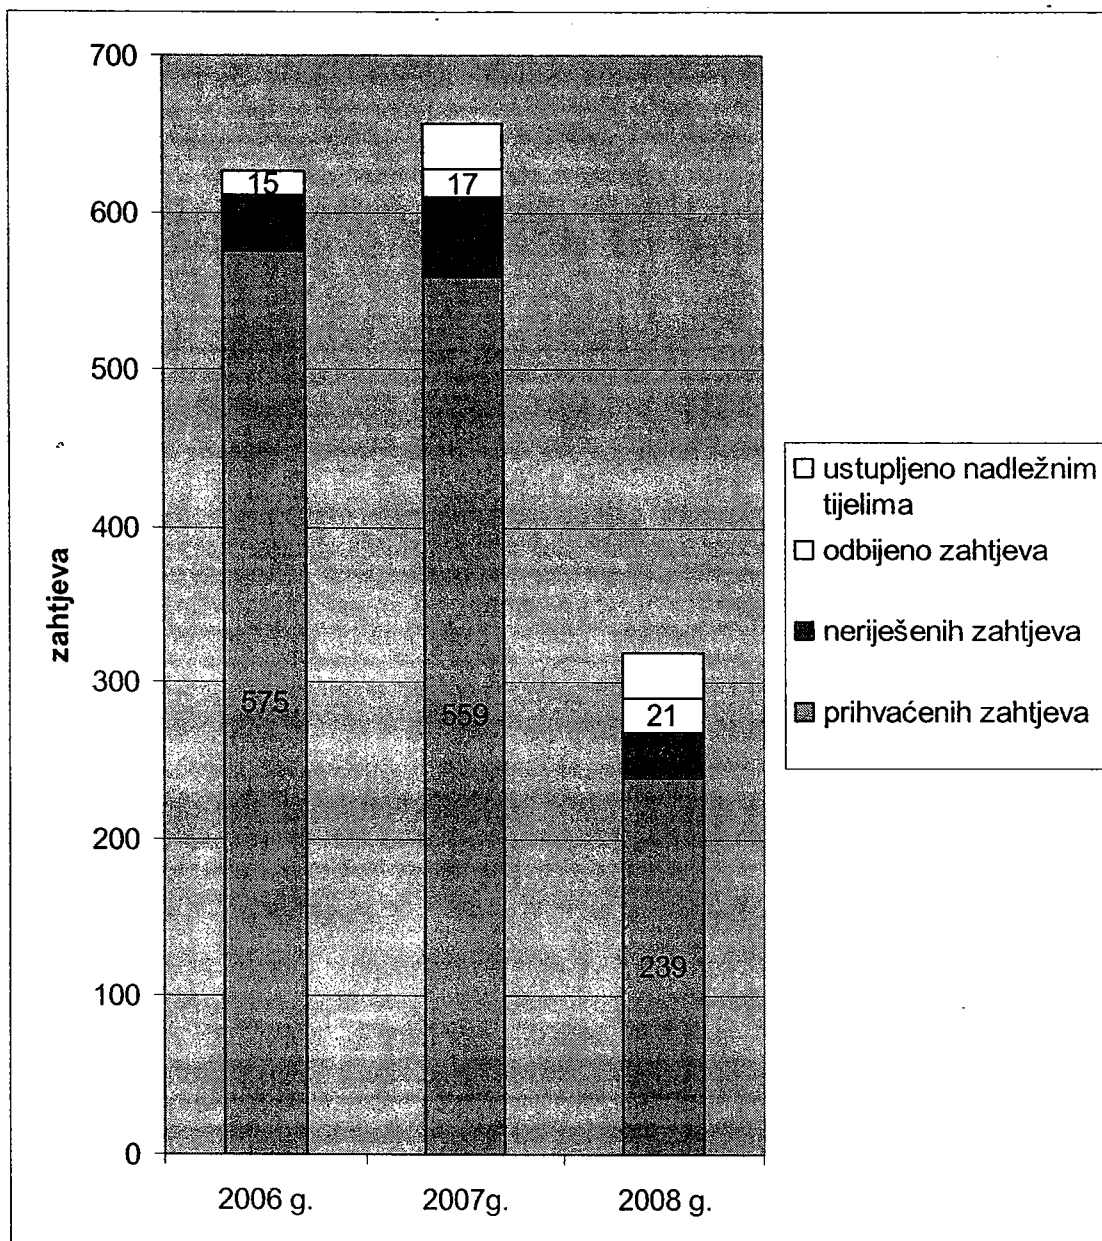 700
600
500
400
300
200
100
0
zahtjeva
15
17
575
559
21
239
2006 g.
2007g.
2008 g.
ustupljeno nadležnim
tijelima
odbijeno zahtjeva
neriješenih zahtjeva
prihvaćenih zahtjeva